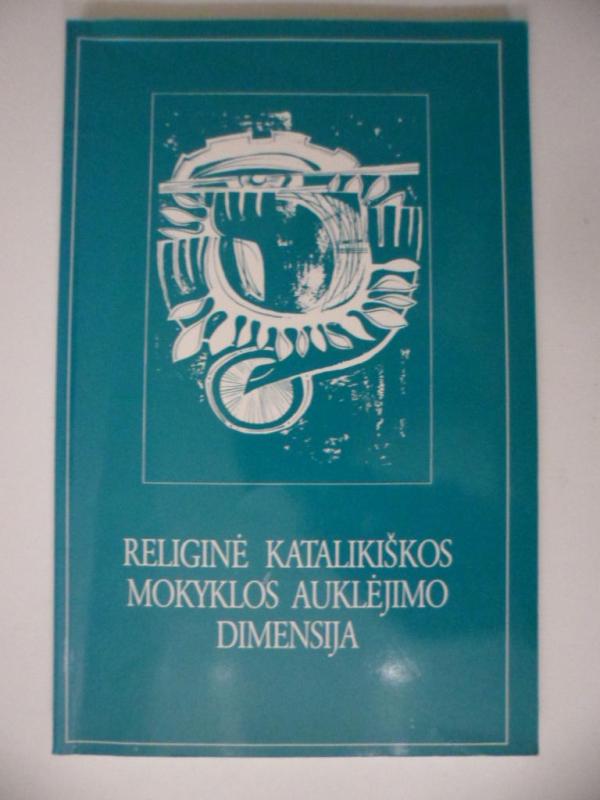 RELIGINĖ KATALIKIŠKOS
MOKYKLOS AUKLĖJIMO
DIMENSIJA